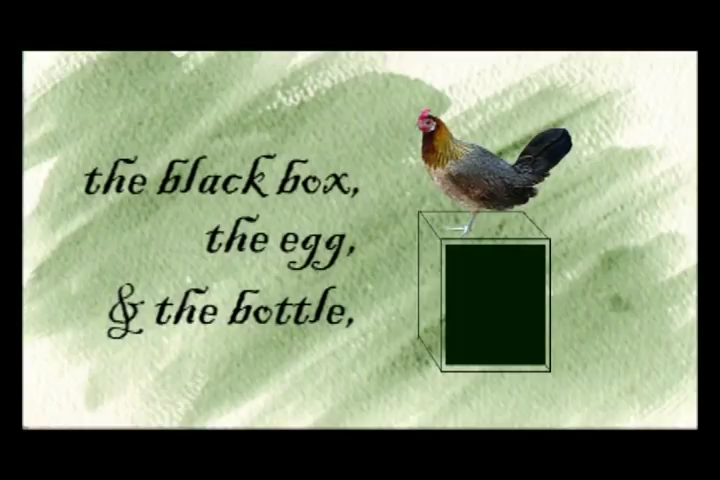 the black box,
the egg,
& the bottle,